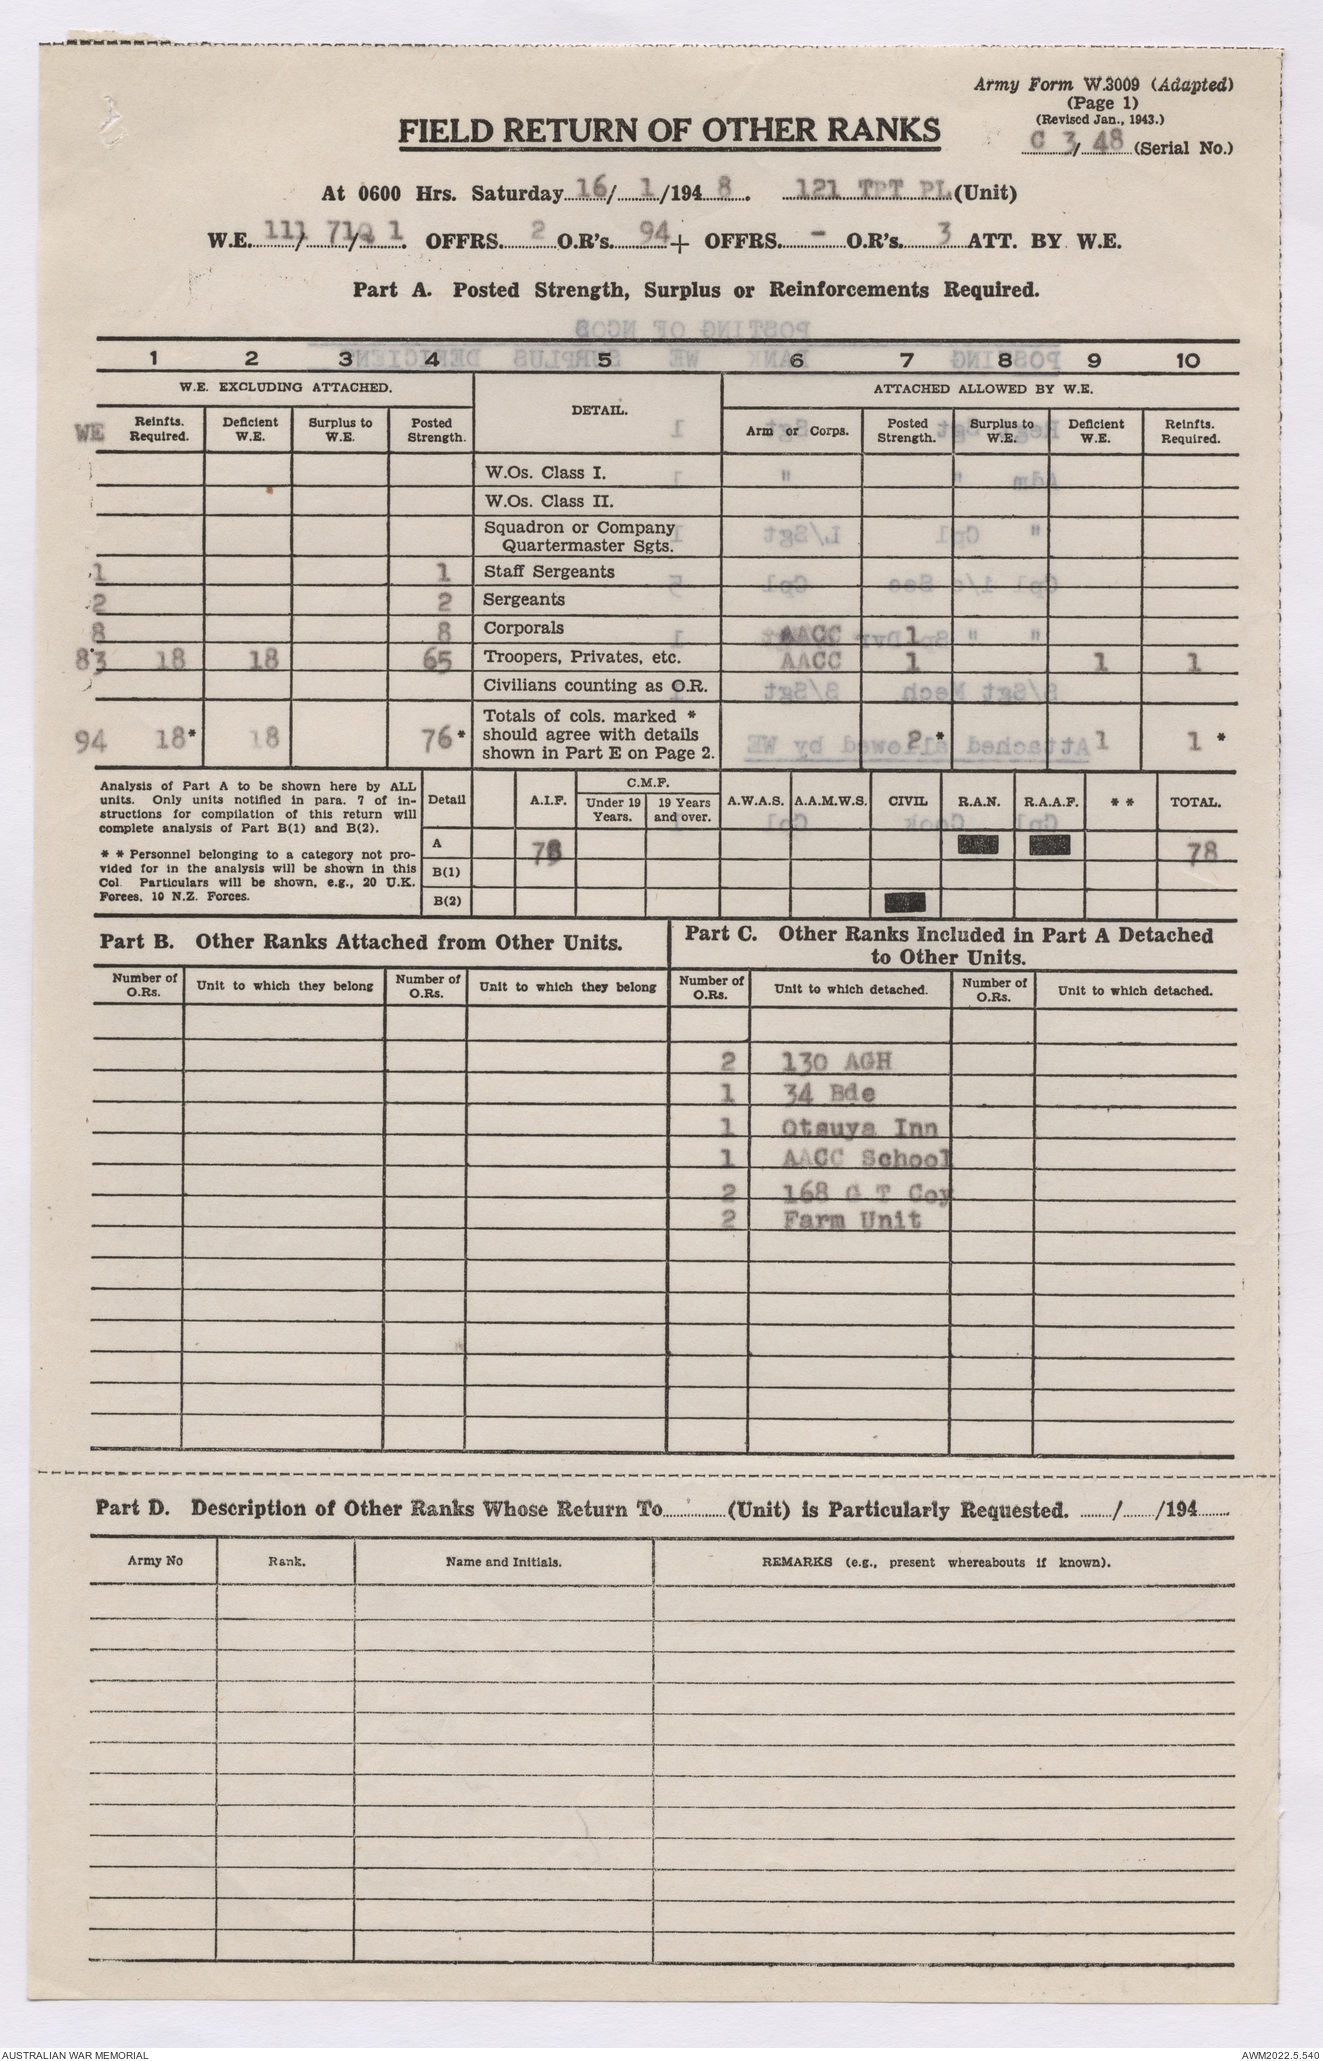 Army Form W.3009 (Adapted)
(Page 1)
(Revised Jan., 1943.)
C 3/ 48 (Serial No.)
FIELD RETURN OF OTHER RANKS
At 0600 Hrs. Saturday 16/ 1/194 8. 121 TPT PL (Unit)
W.E. 111/ 71Q/ 1. OFFRS. 2 O.R's. 94 + OFFRS. - O.R's. 3 ATT. BY W.E.
Part A. Posted Strength, Surplus or Reinforcements Required.
1 2 3 4 5 6 7 8 9 10
W.E. EXCLUDING ATTACHED. DETAIL. ATTACHED ALLOWED BY W.E.
WE Reinfts. Required. Deficient W.E. Surplus to W.E. Posted Strength. Arm or Corps. Posted Strength. Surplus to W.E. Deficient W.E. Reinfts. Required.
W.Os. Class I.
W.Os. Class II.
Squadron or Company
Quartermaster Sgts.
1 1 Staff Sergeants
2 2 Sergeants
8 8 Corporals AACC 1
83 18 18 65 Troopers, Privates, etc. AACC 1 1 1
Civilians counting as O.R.
94 18* 18 76* Totals of cols. marked * should agree with details shown in Part E on Page 2. 2* 1 1*
Analysis of Part A to be shown here by ALL
units. Only units notified in para. 7 of in-
structions for compilation of this return will
complete analysis of Part B(1) and B(2).
* * Personnel belonging to a category not pro-
vided for in the analysis will be shown in this
Col. Particulars will be shown, e.g., 20 U.K.
Forces, 10 N.Z. Forces.
Detail A.I.F. C.M.F. Under 19 Years. 19 Years and over. A.W.A.S. A.A.M.W.S. CIVIL R.A.N. R.A.A.F. * * TOTAL.
A 78 78
B(1)
B(2)
Part B. Other Ranks Attached from Other Units.
Number of O.Rs. Unit to which they belong Number of O.Rs. Unit to which they belong
Part C. Other Ranks Included in Part A Detached
to Other Units.
Number of O.Rs. Unit to which detached. Number of O.Rs. Unit to which detached.
2 130 AGH
1 34 Bde
1 Otsuya Inn
1 AACC School
2 168 G T Coy
2 Farm Unit
Part D. Description of Other Ranks Whose Return To (Unit) is Particularly Requested. / /194
Army No Rank. Name and Initials. REMARKS (e.g., present whereabouts if known).
AUSTRALIAN WAR MEMORIAL AWM2022.5.540